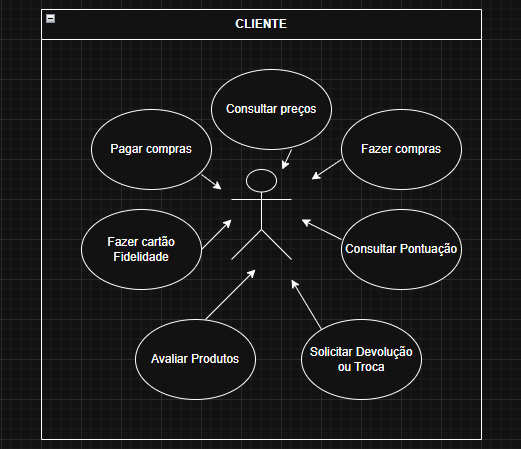 CLIENTE
Consultar preços
Pagar compras
Fazer compras
Fazer cartão
Fidelidade
Consultar Pontuação
Avaliar Produtos
Solicitar Devolução
ou Troca